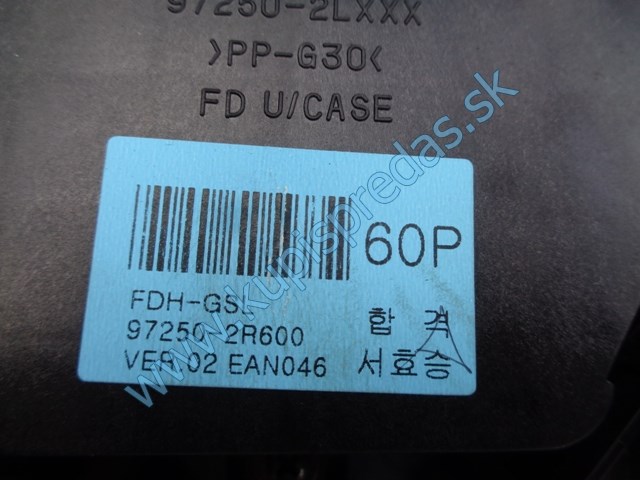 97250-2LXXX
>PP-G30<
FD U/CASE
60P
FDH-GSL
97250-2R600
VER.02 EAN046
합 격
서효승
www.kupispredas.sk